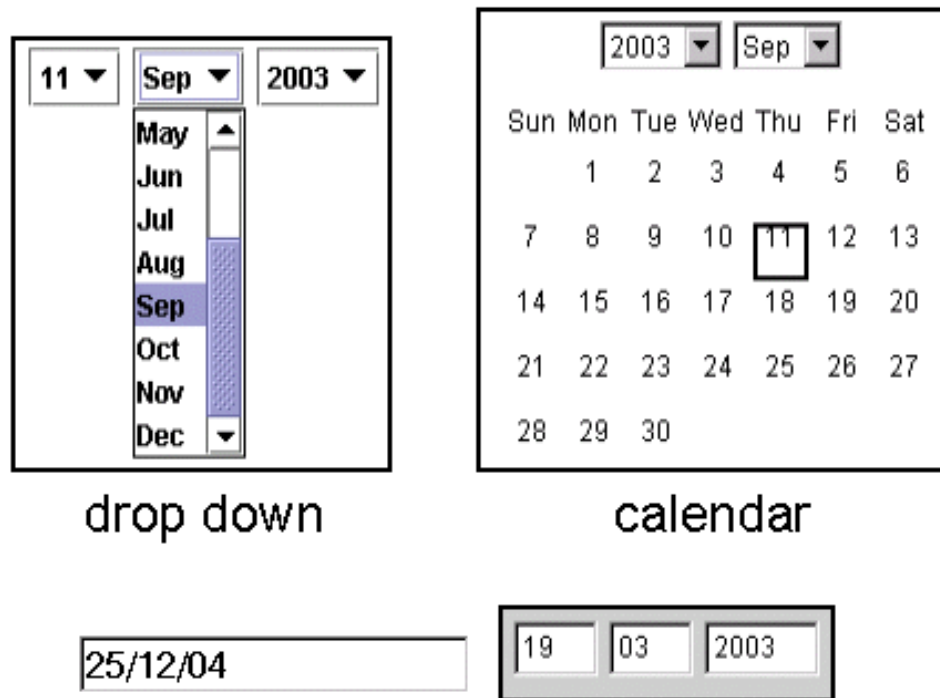 11 Sep 2003
May
Jun
Jul
Aug
Sep
Oct
Nov
Dec
drop down
2003 Sep
Sun Mon Tue Wed Thu Fri Sat
1 2 3 4 5 6
7 8 9 10 11 12 13
14 15 16 17 18 19 20
21 22 23 24 25 26 27
28 29 30
calendar
25/12/04
19 03 2003